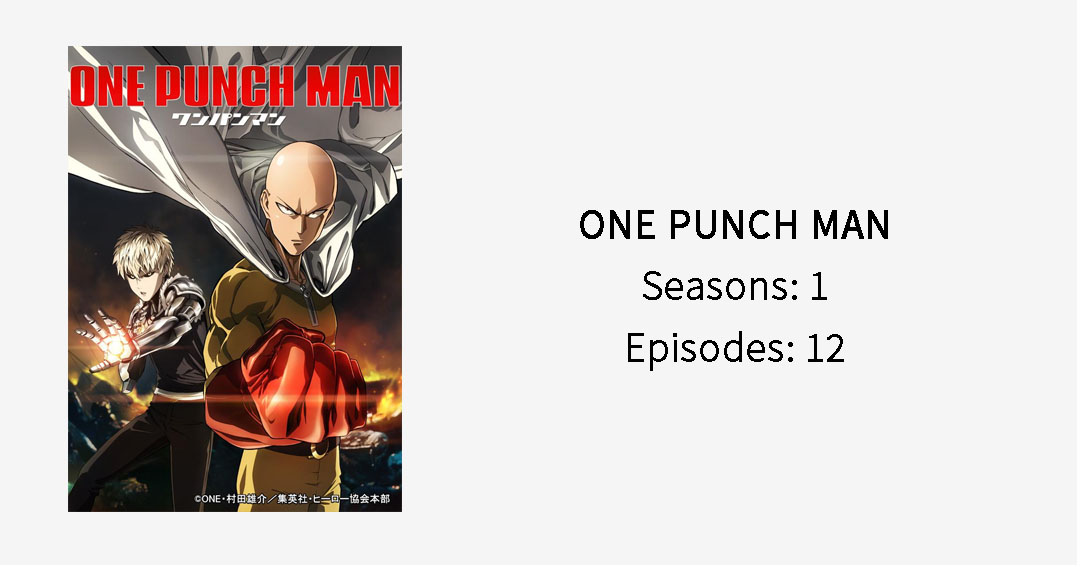 ONE PUNCH MAN
ワンパンマン
©ONE・村田雄介／集英社・ヒーロー協会本部
ONE PUNCH MAN
Seasons: 1
Episodes: 12